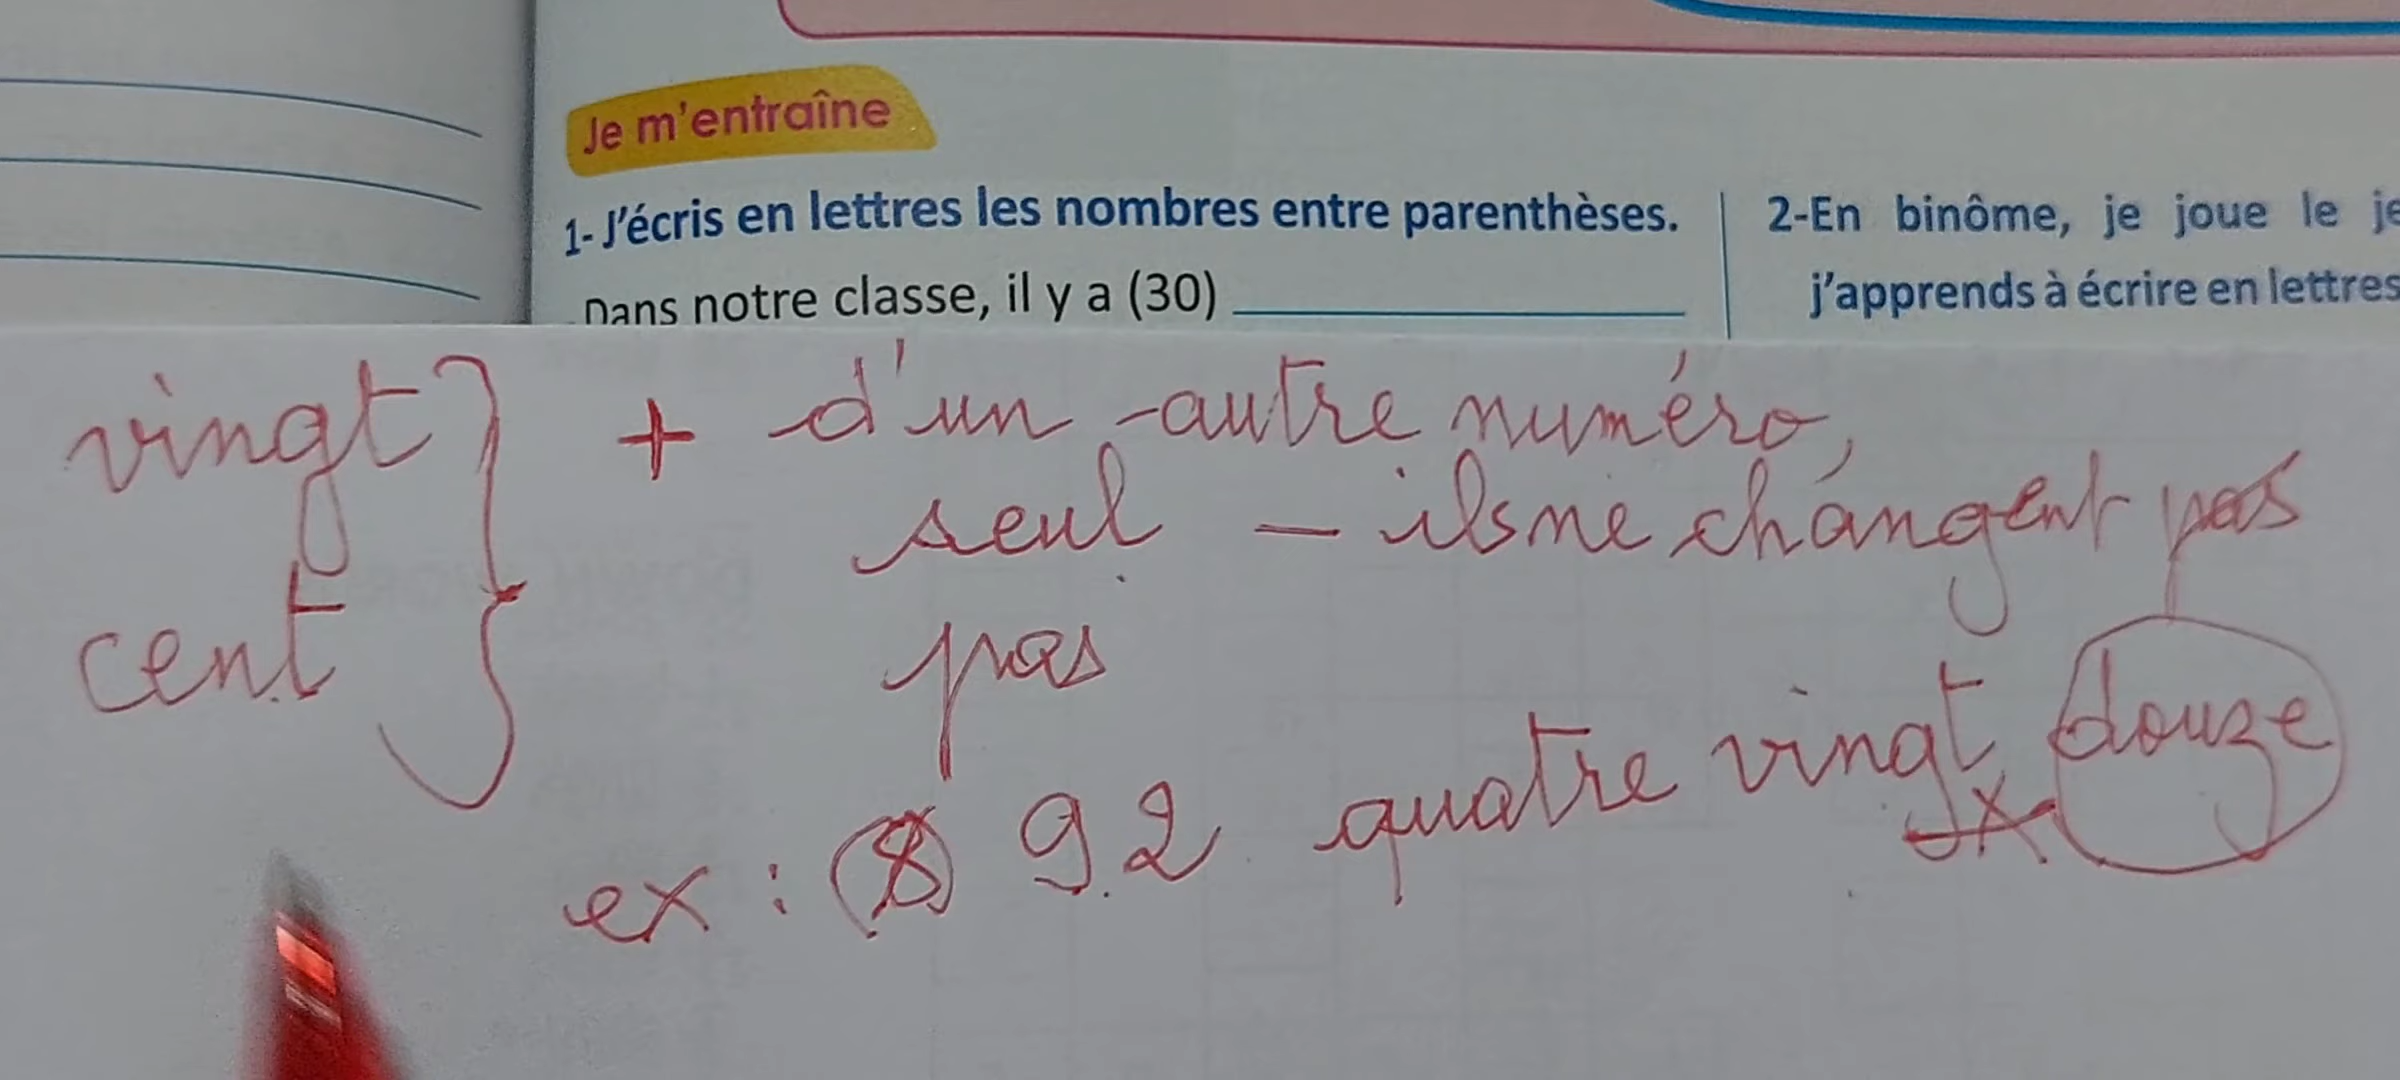 Je m'entraîne
1- J'écris en lettres les nombres entre parenthèses.
Dans notre classe, il y a (30)
2-En binôme, je joue le je
j'apprends à écrire en lettres
vingt } + d'un autre numéro,
seul - ils ne changent pas
cent
pas
ex : 92 quatre vingt douze